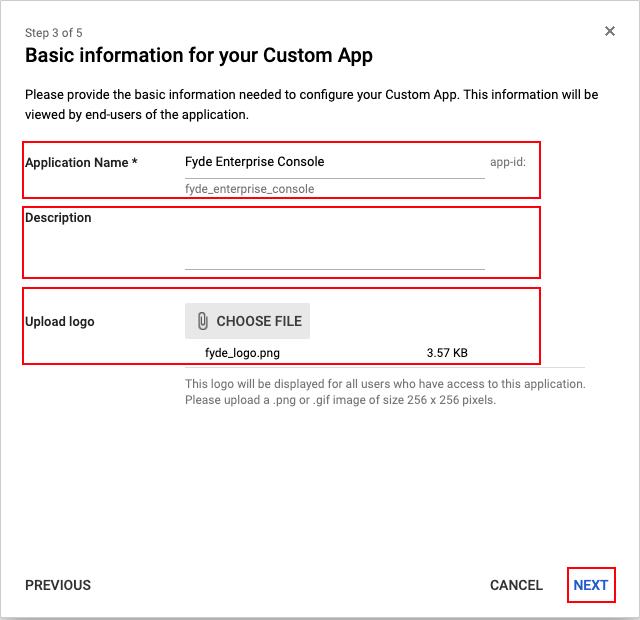 Step 3 of 5
Basic information for your Custom App
Please provide the basic information needed to configure your Custom App. This information will be
viewed by end-users of the application.
Application Name * Fyde Enterprise Console app-id:
fyde_enterprise_console
Description
Upload logo CHOOSE FILE
fyde_logo.png 3.57 KB
This logo will be displayed for all users who have access to this application.
Please upload a .png or .gif image of size 256 x 256 pixels.
PREVIOUS CANCEL NEXT